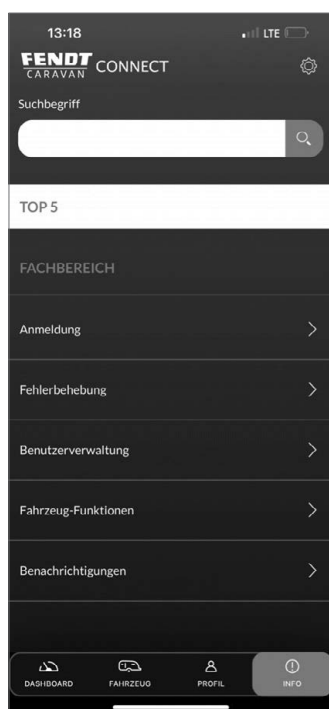 13:18
LTE
FENDT
CARAVAN
CONNECT
Suchbegriff
TOP 5
FACHBEREICH
Anmeldung
Fehlerbehebung
Benutzerverwaltung
Fahrzeug-Funktionen
Benachrichtigungen
DASHBOARD
FAHRZEUG
PROFIL
INFO